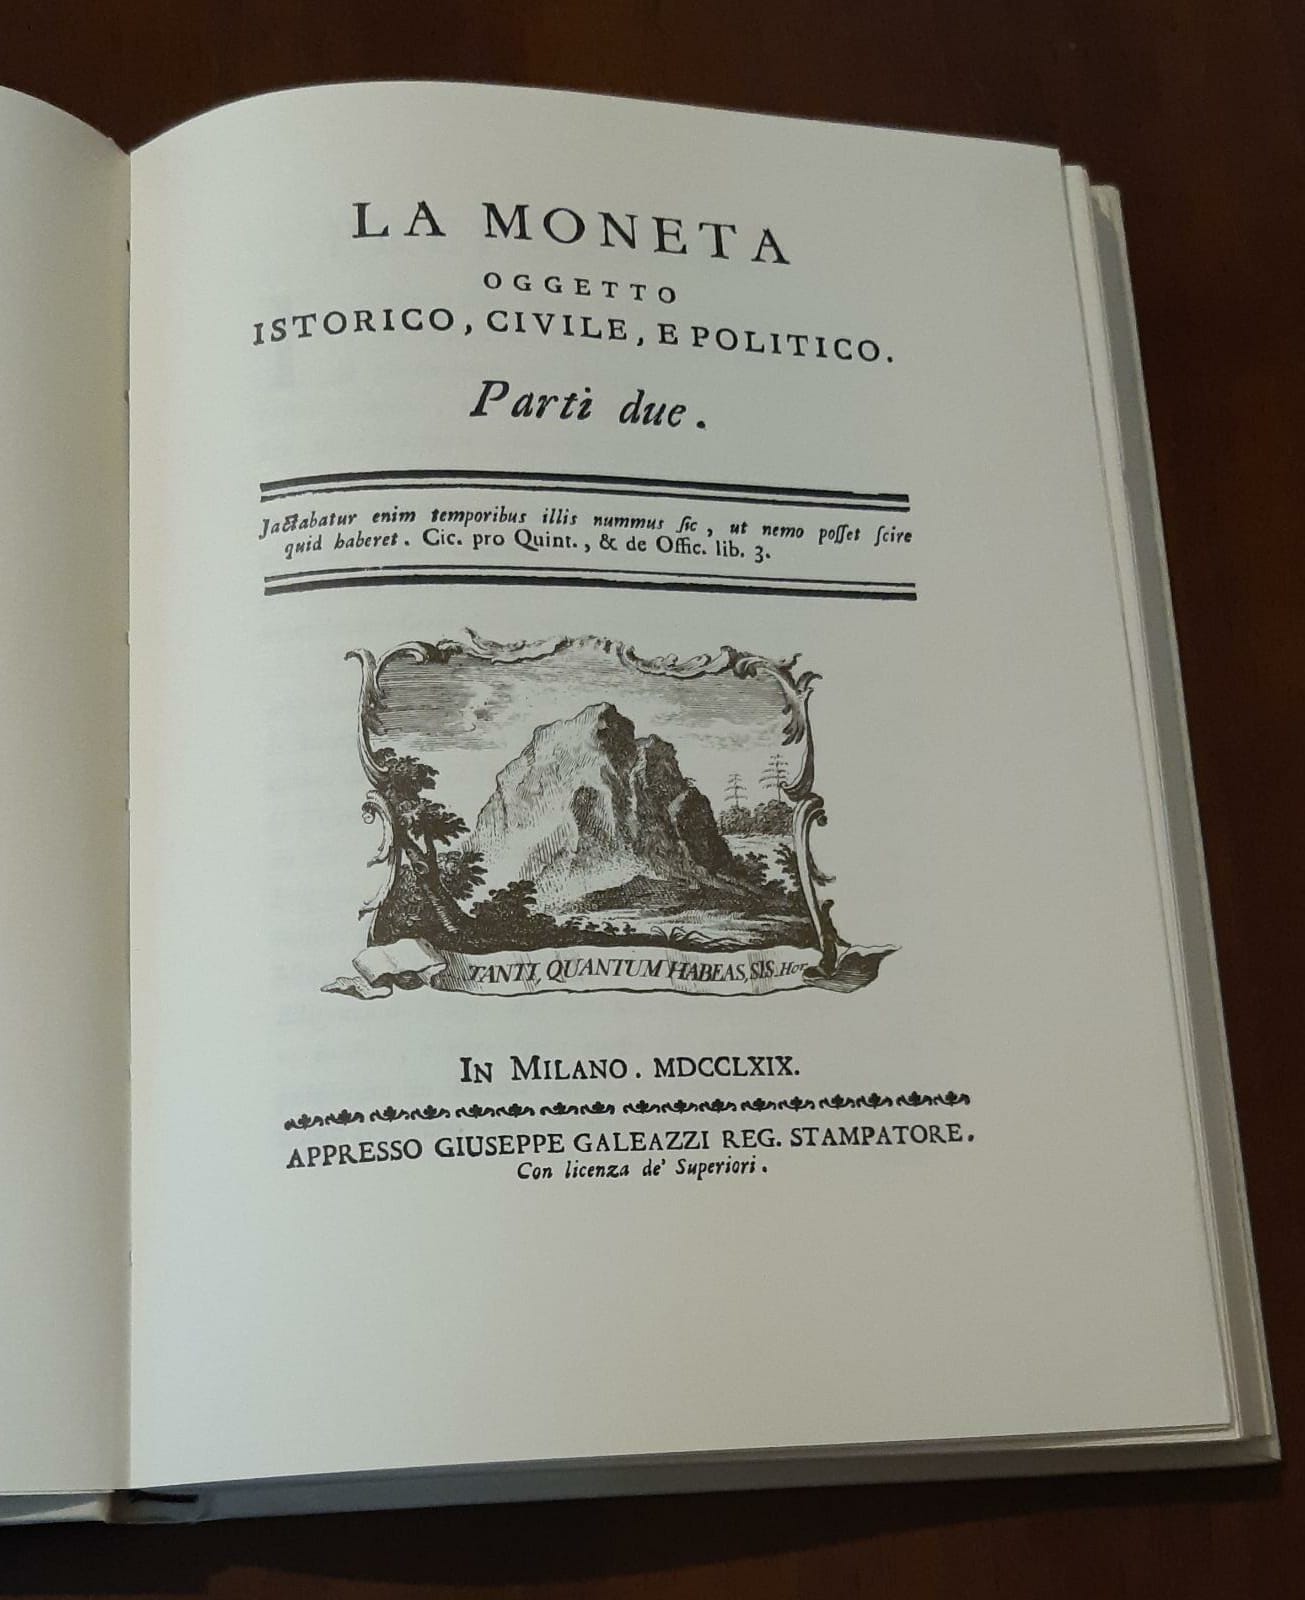 LA MONETA
OGGETTO
ISTORICO, CIVILE, E POLITICO.
Parti due.
Jactabatur enim temporibus illis nummus ſic, ut nemo poſſet ſcire
quid haberet. Cic. pro Quint., & de Offic. lib. 3.
TANTI, QUANTUM HABEAS, SIS. Hor.
IN MILANO. MDCCLXIX.
APPRESSO GIUSEPPE GALEAZZI REG. STAMPATORE.
Con licenza de' Superiori.